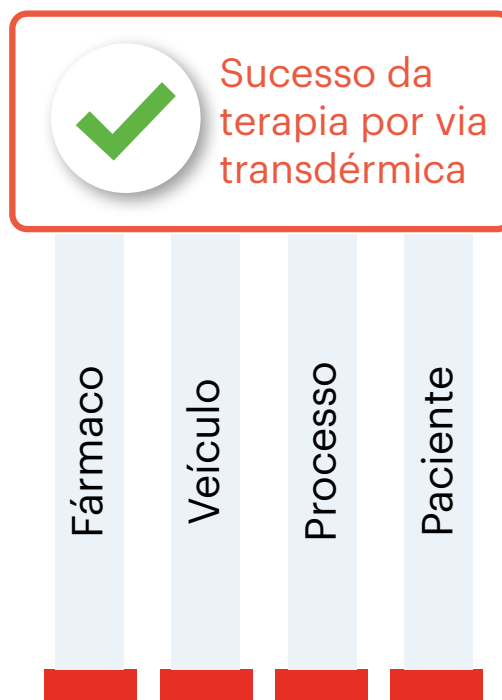 Sucesso da
terapia por via
transdérmica
Fármaco
Veículo
Processo
Paciente